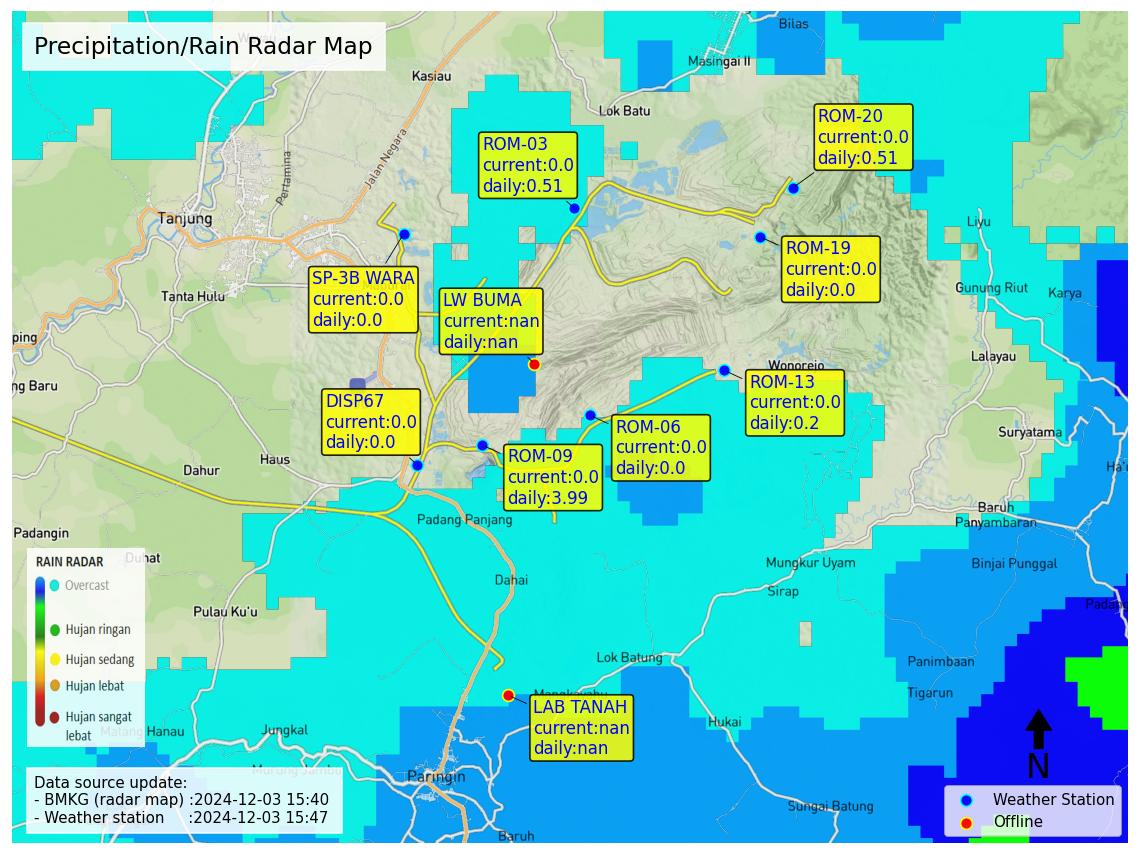 Precipitation/Rain Radar Map
Bilas
Masingai II
Kasiau
Lok Batu
ROM-20
current:0.0
daily:0.51
ROM-03
current:0.0
daily:0.51
Jalan Negara
Pertamina
Tanjung
Liyu
ROM-19
current:0.0
daily:0.0
SP-3B WARA
current:0.0
daily:0.0
LW BUMA
current:nan
daily:nan
Tanta Hulu
Gunung Riut
Karya
ping
Lalayau
Wonorejo
ng Baru
ROM-13
current:0.0
daily:0.2
DISP67
current:0.0
daily:0.0
ROM-06
current:0.0
daily:0.0
Suryatama
ROM-09
current:0.0
daily:3.99
Haus
Dahur
Ha'u
Baruh
Panyambaran
Padang Panjang
Padangin
Duhat
Mungkur Uyam
Binjai Punggal
RAIN RADAR
Overcast
Hujan ringan
Hujan sedang
Hujan lebat
Hujan sangat
lebat
Dahai
Sirap
Pulau Ku'u
Padang
Lok Batung
Panimbaan
Tigarun
Mangkayahu
LAB TANAH
current:nan
daily:nan
Hukai
Matang Hanau
Jungkal
Murung Jambu
Paringin
N
Data source update:
- BMKG (radar map) :2024-12-03 15:40
- Weather station :2024-12-03 15:47
Sungai Batung
Baruh
Weather Station
Offline